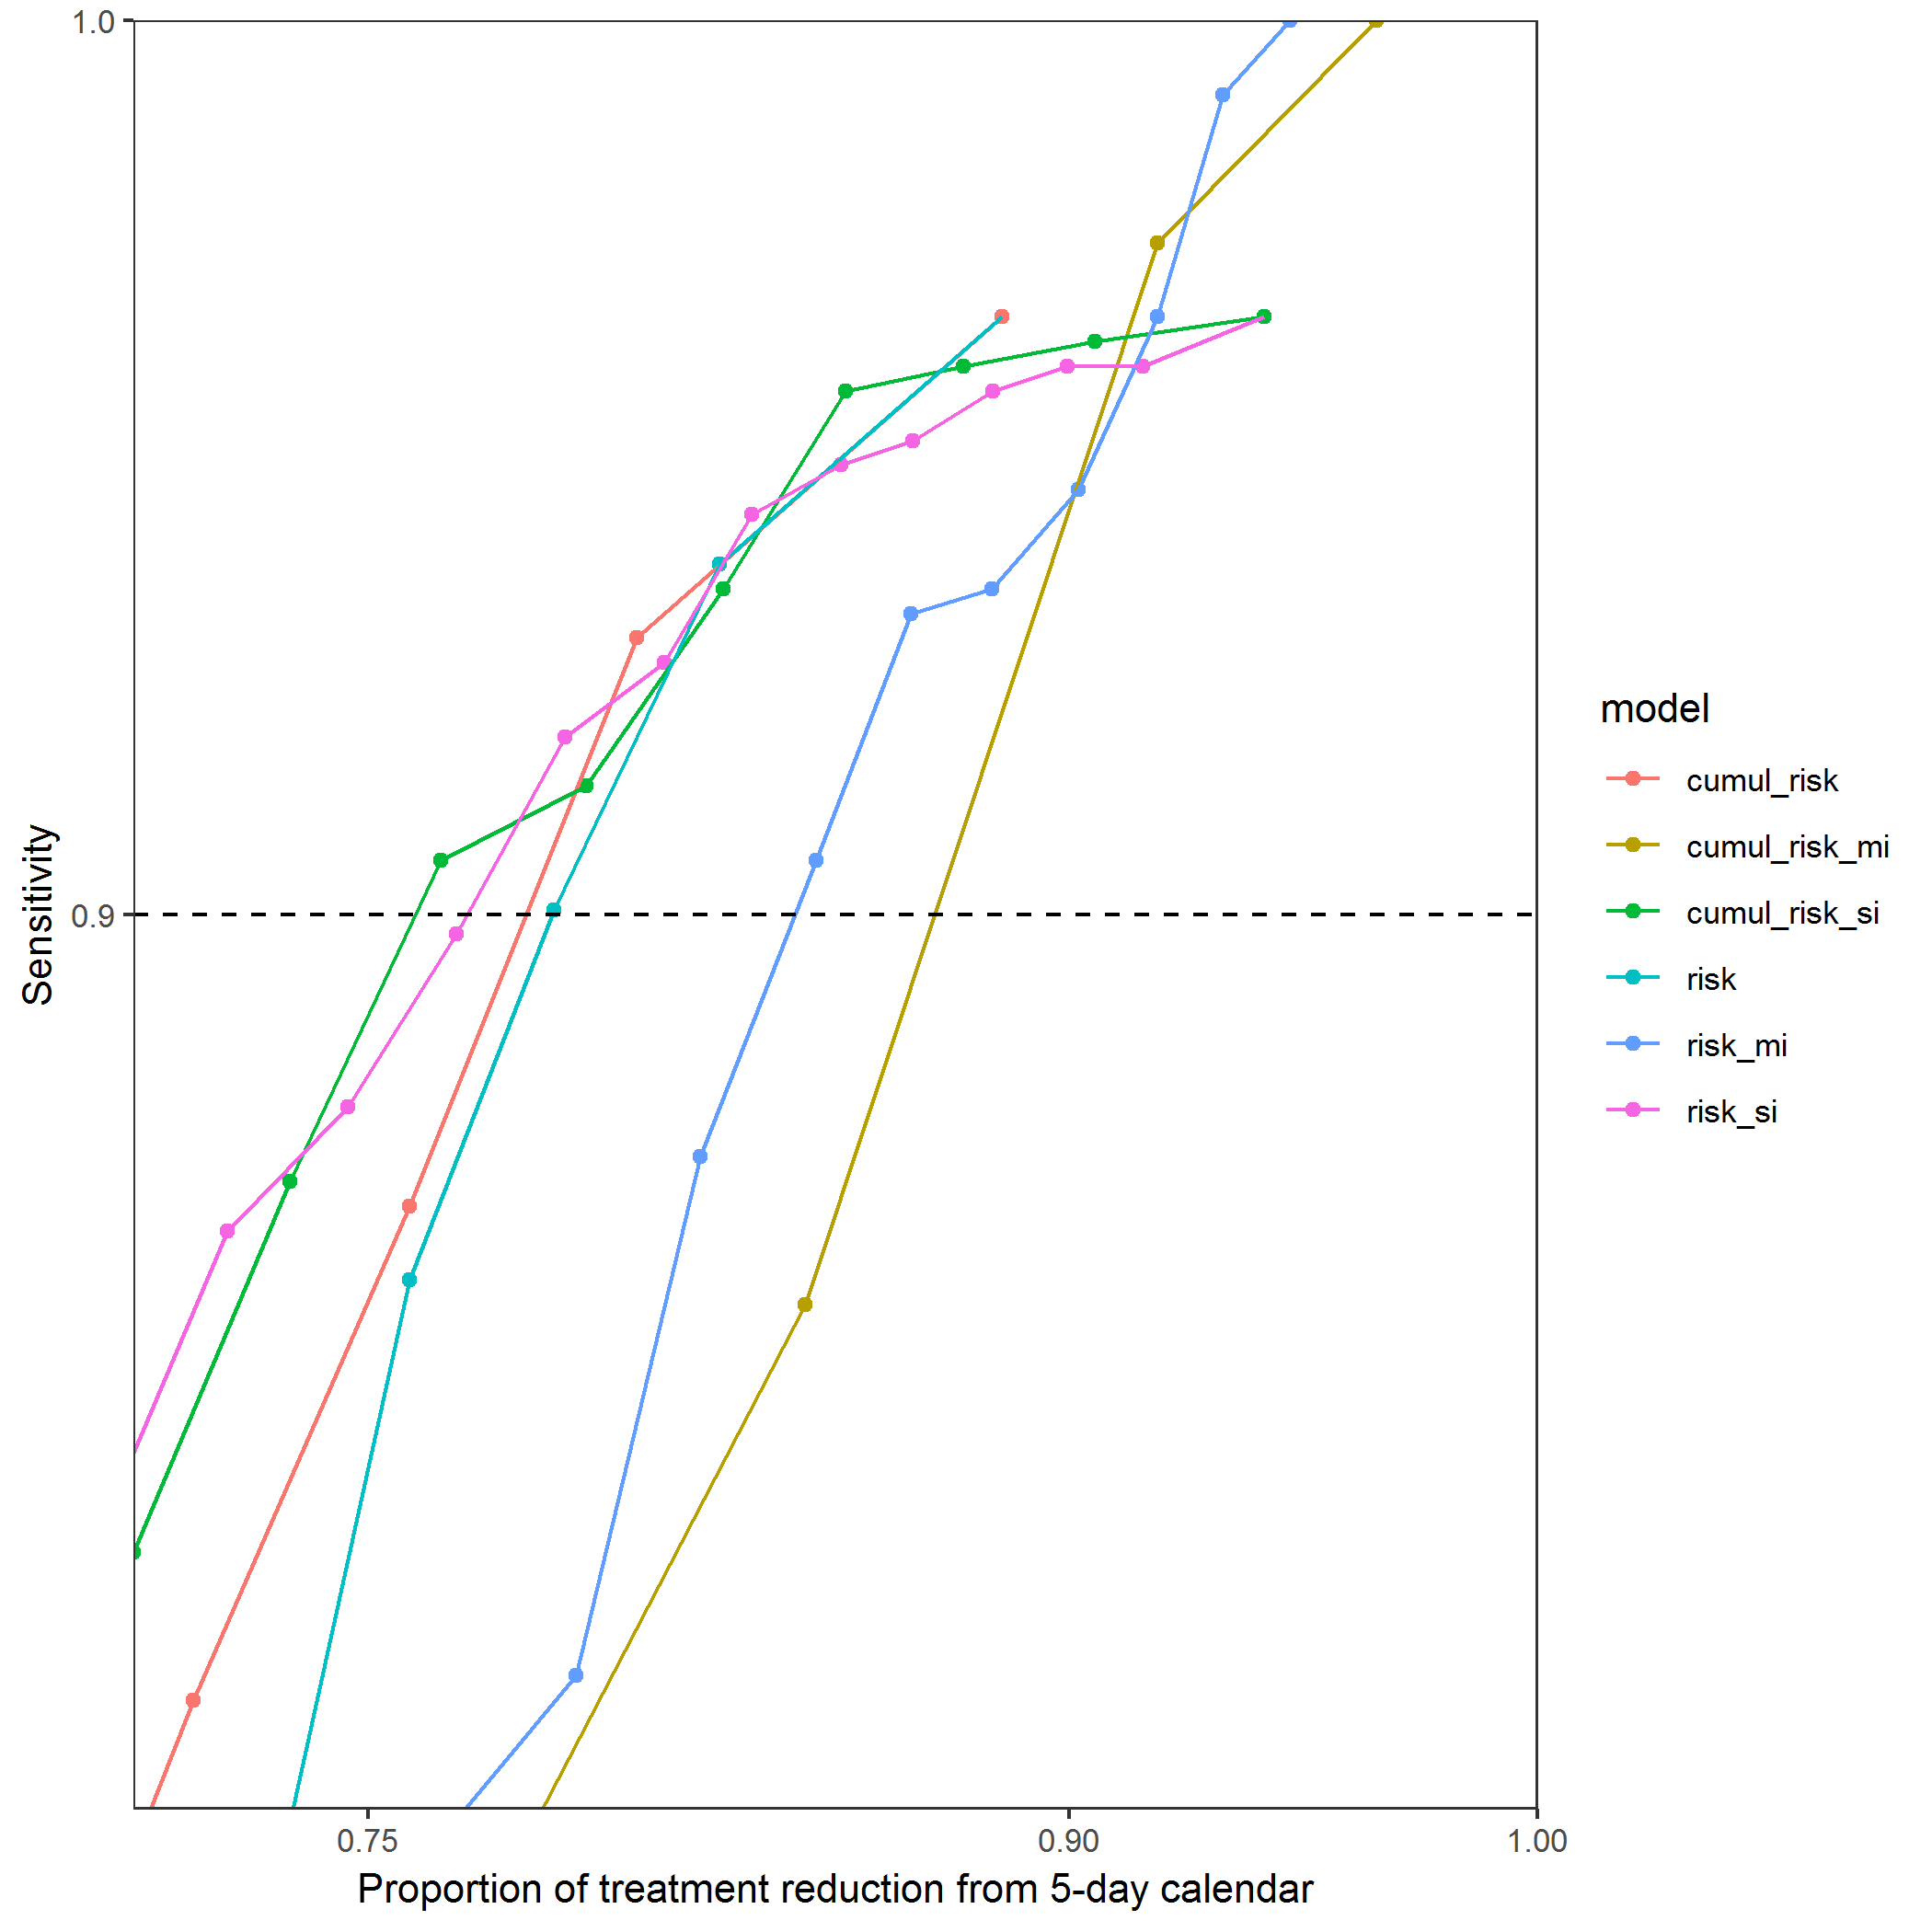 1.0
0.9
Sensitivity
0.75
0.90
1.00
Proportion of treatment reduction from 5-day calendar
model
cumul_risk
cumul_risk_mi
cumul_risk_si
risk
risk_mi
risk_si